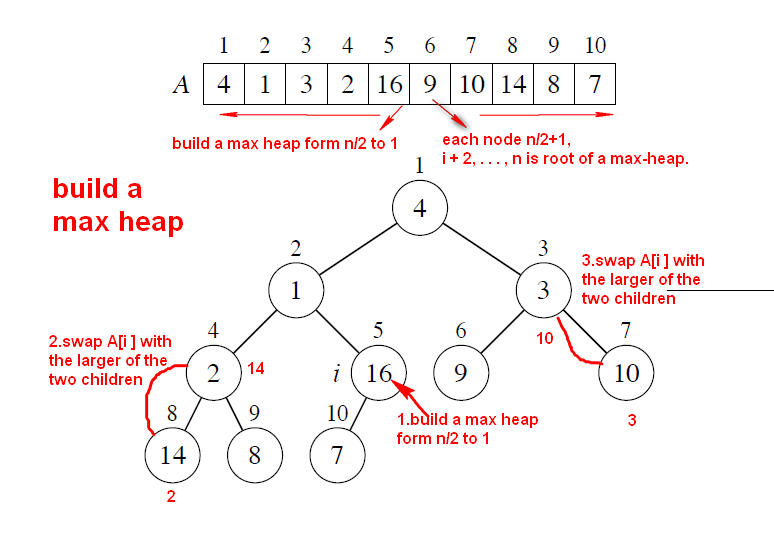 1 2 3 4 5 6 7 8 9 10
A 4 1 3 2 16 9 10 14 8 7
build a max heap form n/2 to 1
each node n/2+1,
i + 2, . . . , n is root of a max-heap.
build a
max heap
1
4
2
3
1
3
3.swap A[i ] with
the larger of the
two children
4
5
6
7
2.swap A[i ] with
the larger of the
two children
2
14
i
16
9
10
10
8
9
10
1.build a max heap
form n/2 to 1
3
14
8
7
2